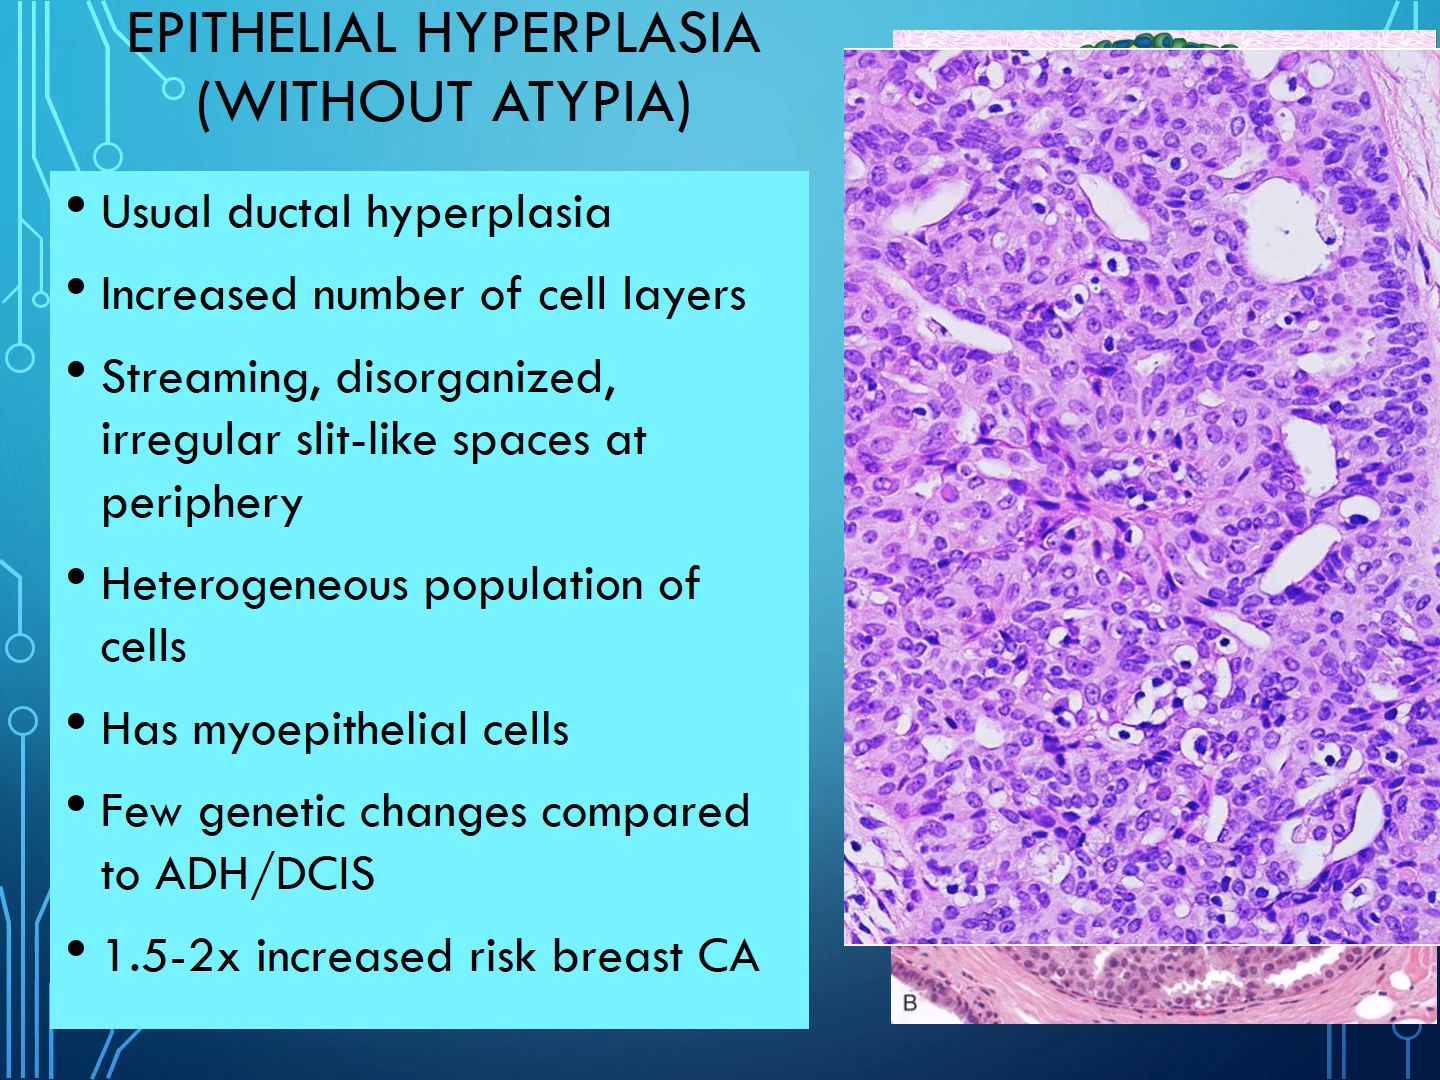 EPITHELIAL HYPERPLASIA
(WITHOUT ATYPIA)
• Usual ductal hyperplasia
• Increased number of cell layers
• Streaming, disorganized,
irregular slit-like spaces at
periphery
• Heterogeneous population of
cells
• Has myoepithelial cells
• Few genetic changes compared
to ADH/DCIS
• 1.5-2x increased risk breast CA
B